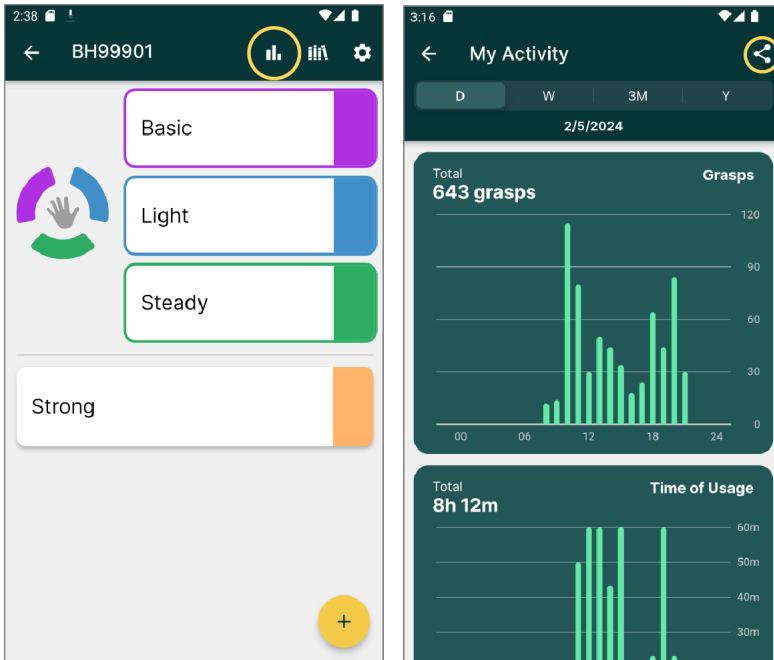 2:38
BH99901
Basic
Light
Steady
Strong
+
3:16
My Activity
D W 3M Y
2/5/2024
Total
Grasps
643 grasps
120
90
60
30
0
00 06 12 18 24
Total
Time of Usage
8h 12m
60m
50m
40m
30m